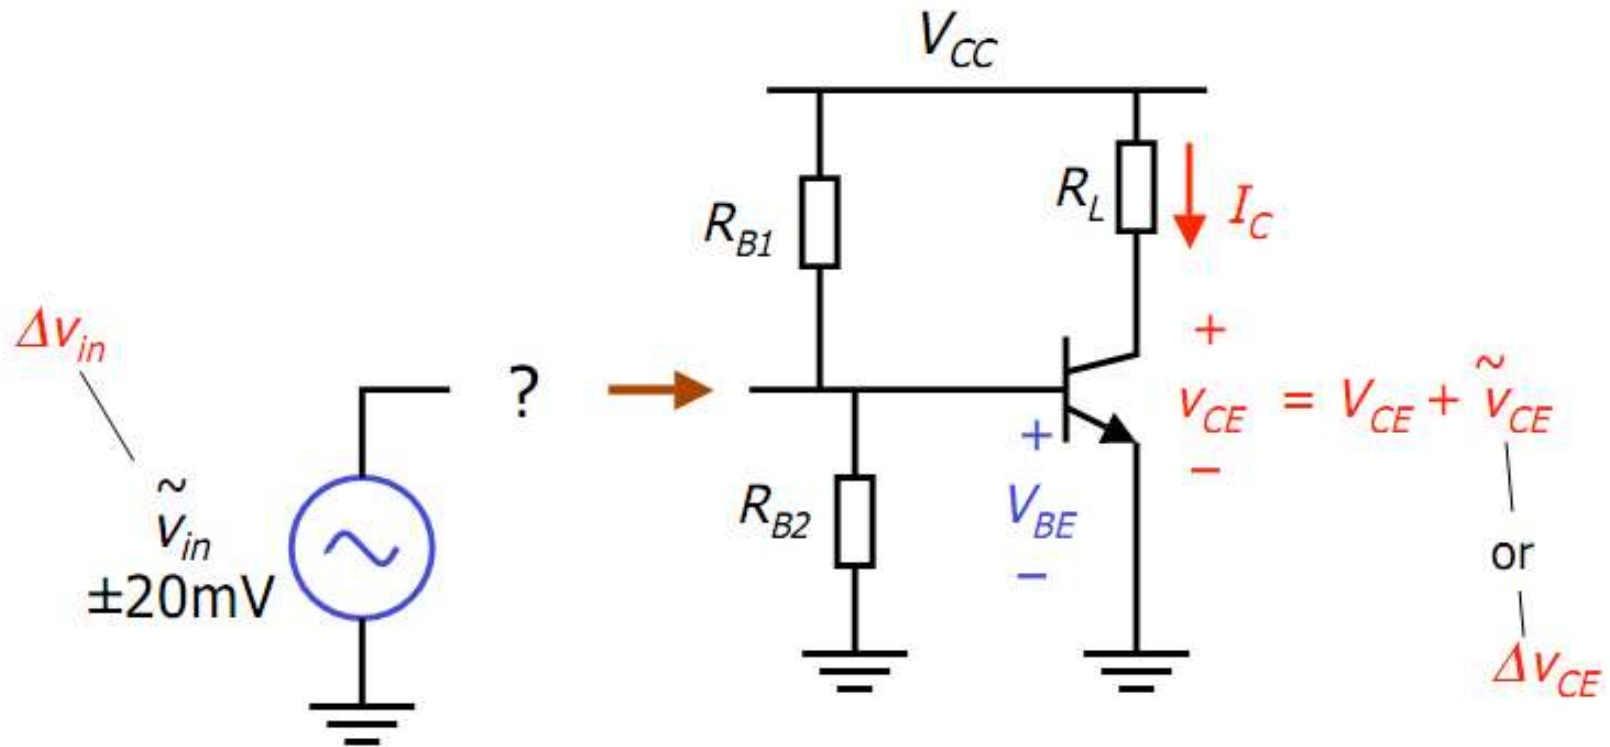 V_CC
R_B1
R_L
I_C
Δv_in
?
+
ṽ_in
±20mV
R_B2
+
V_BE
−
v_CE = V_CE + ṽ_CE
−
or
Δv_CE